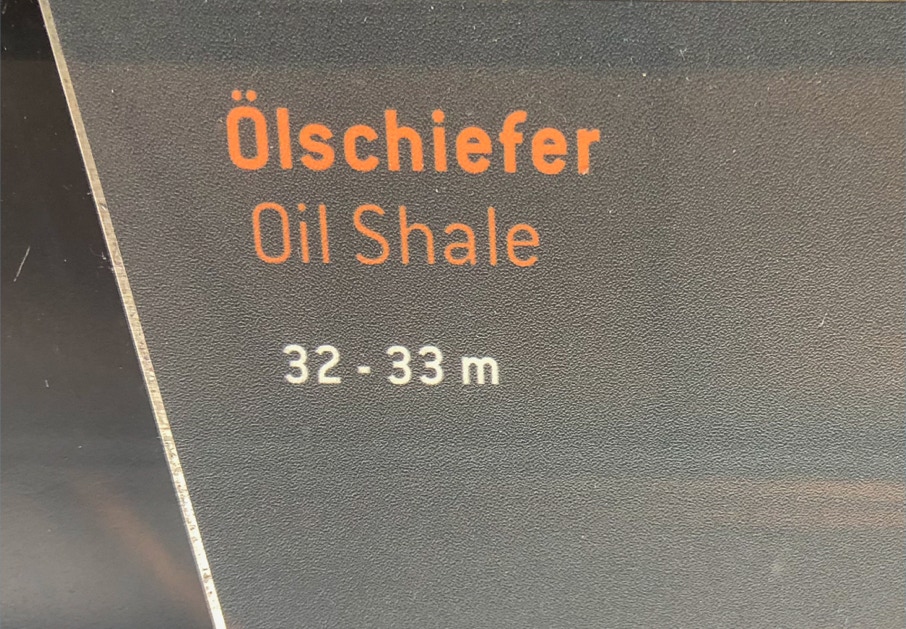 Ölschiefer
Oil Shale
32 - 33 m